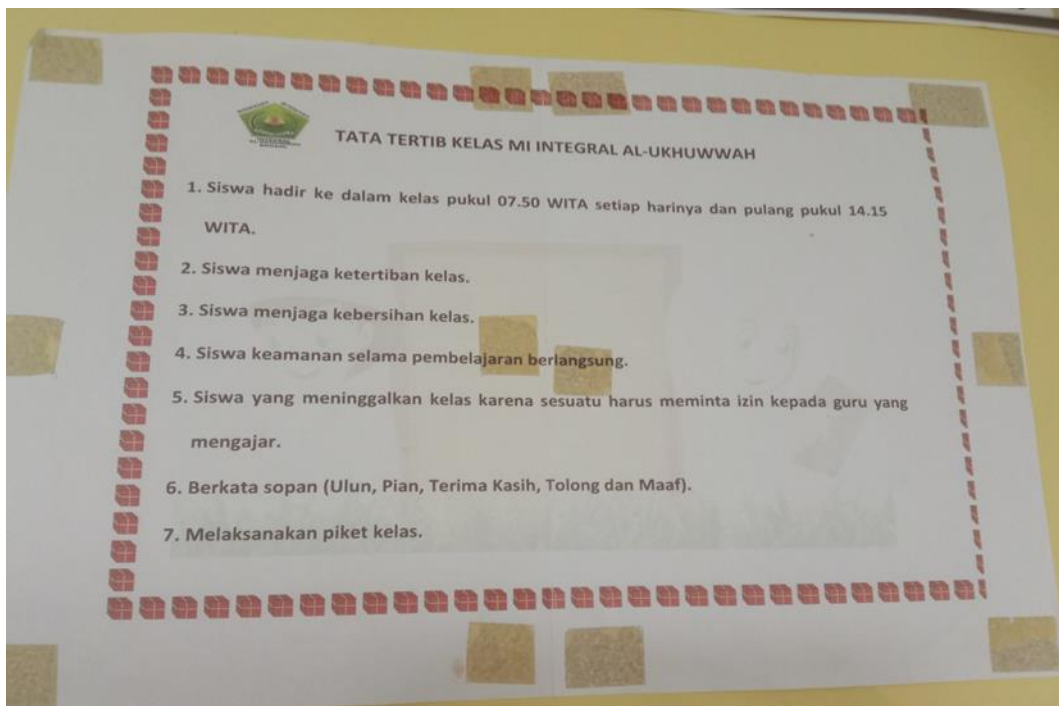 TATA TERTIB KELAS MI INTEGRAL AL-UKHUWWAH
1. Siswa hadir ke dalam kelas pukul 07.50 WITA setiap harinya dan pulang pukul 14.15
WITA.
2. Siswa menjaga ketertiban kelas.
3. Siswa menjaga kebersihan kelas.
4. Siswa keamanan selama pembelajaran berlangsung.
5. Siswa yang meninggalkan kelas karena sesuatu harus meminta izin kepada guru yang
mengajar.
6. Berkata sopan (Ulun, Pian, Terima Kasih, Tolong dan Maaf).
7. Melaksanakan piket kelas.